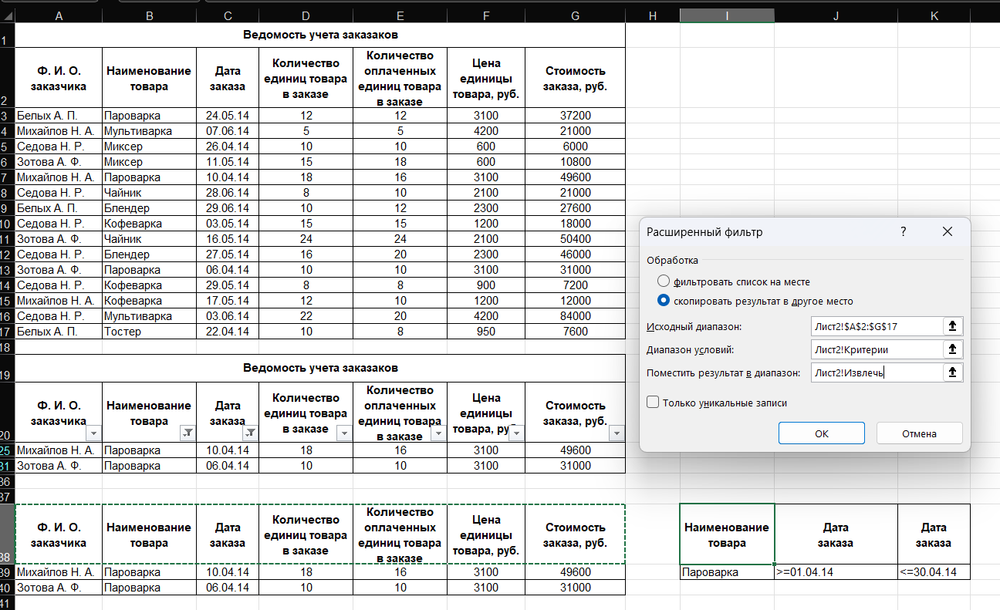 A B C D E F G H I J K
1 Ведомость учета заказаков
2 Ф. И. О. заказчика Наименование товара Дата заказа Количество единиц товара в заказе Количество оплаченных единиц товара в заказе Цена единицы товара, руб. Стоимость заказа, руб.
3 Белых А. П. Пароварка 24.05.14 12 12 3100 37200
4 Михайлов Н. А. Мультиварка 07.06.14 5 5 4200 21000
5 Седова Н. Р. Миксер 26.04.14 10 10 600 6000
6 Зотова А. Ф. Миксер 11.05.14 15 18 600 10800
7 Михайлов Н. А. Пароварка 10.04.14 18 16 3100 49600
8 Седова Н. Р. Чайник 28.06.14 8 10 2100 21000
9 Белых А. П. Блендер 29.06.14 10 12 2300 27600
10 Седова Н. Р. Кофеварка 03.05.14 15 15 1200 18000
11 Зотова А. Ф. Чайник 16.05.14 24 24 2100 50400
12 Седова Н. Р. Блендер 27.05.14 16 20 2300 46000
13 Зотова А. Ф. Пароварка 06.04.14 10 10 3100 31000
14 Седова Н. Р. Кофеварка 29.05.14 8 8 900 7200
15 Михайлов Н. А. Кофеварка 17.05.14 12 10 1200 12000
16 Седова Н. Р. Мультиварка 03.06.14 22 20 4200 84000
17 Белых А. П. Тостер 22.04.14 10 8 950 7600
18
19 Ведомость учета заказаков
20 Ф. И. О. заказчика Наименование товара Дата заказа Количество единиц товара в заказе Количество оплаченных единиц товара в заказе Цена единицы товара, ру Стоимость заказа, руб.
25 Михайлов Н. А. Пароварка 10.04.14 18 16 3100 49600
31 Зотова А. Ф. Пароварка 06.04.14 10 10 3100 31000
36
37
38 Ф. И. О. заказчика Наименование товара Дата заказа Количество единиц товара в заказе Количество оплаченных единиц товара в заказе Цена единицы товара, руб. Стоимость заказа, руб. Наименование товара Дата заказа Дата заказа
39 Михайлов Н. А. Пароварка 10.04.14 18 16 3100 49600 Пароварка >=01.04.14 <=30.04.14
40 Зотова А. Ф. Пароварка 06.04.14 10 10 3100 31000
41
Расширенный фильтр ?
Обработка
фильтровать список на месте
скопировать результат в другое место
Исходный диапазон: Лист2!$A$2:$G$17
Диапазон условий: Лист2!Критерии
Поместить результат в диапазон: Лист2!Извлечь
Только уникальные записи
ОК Отмена